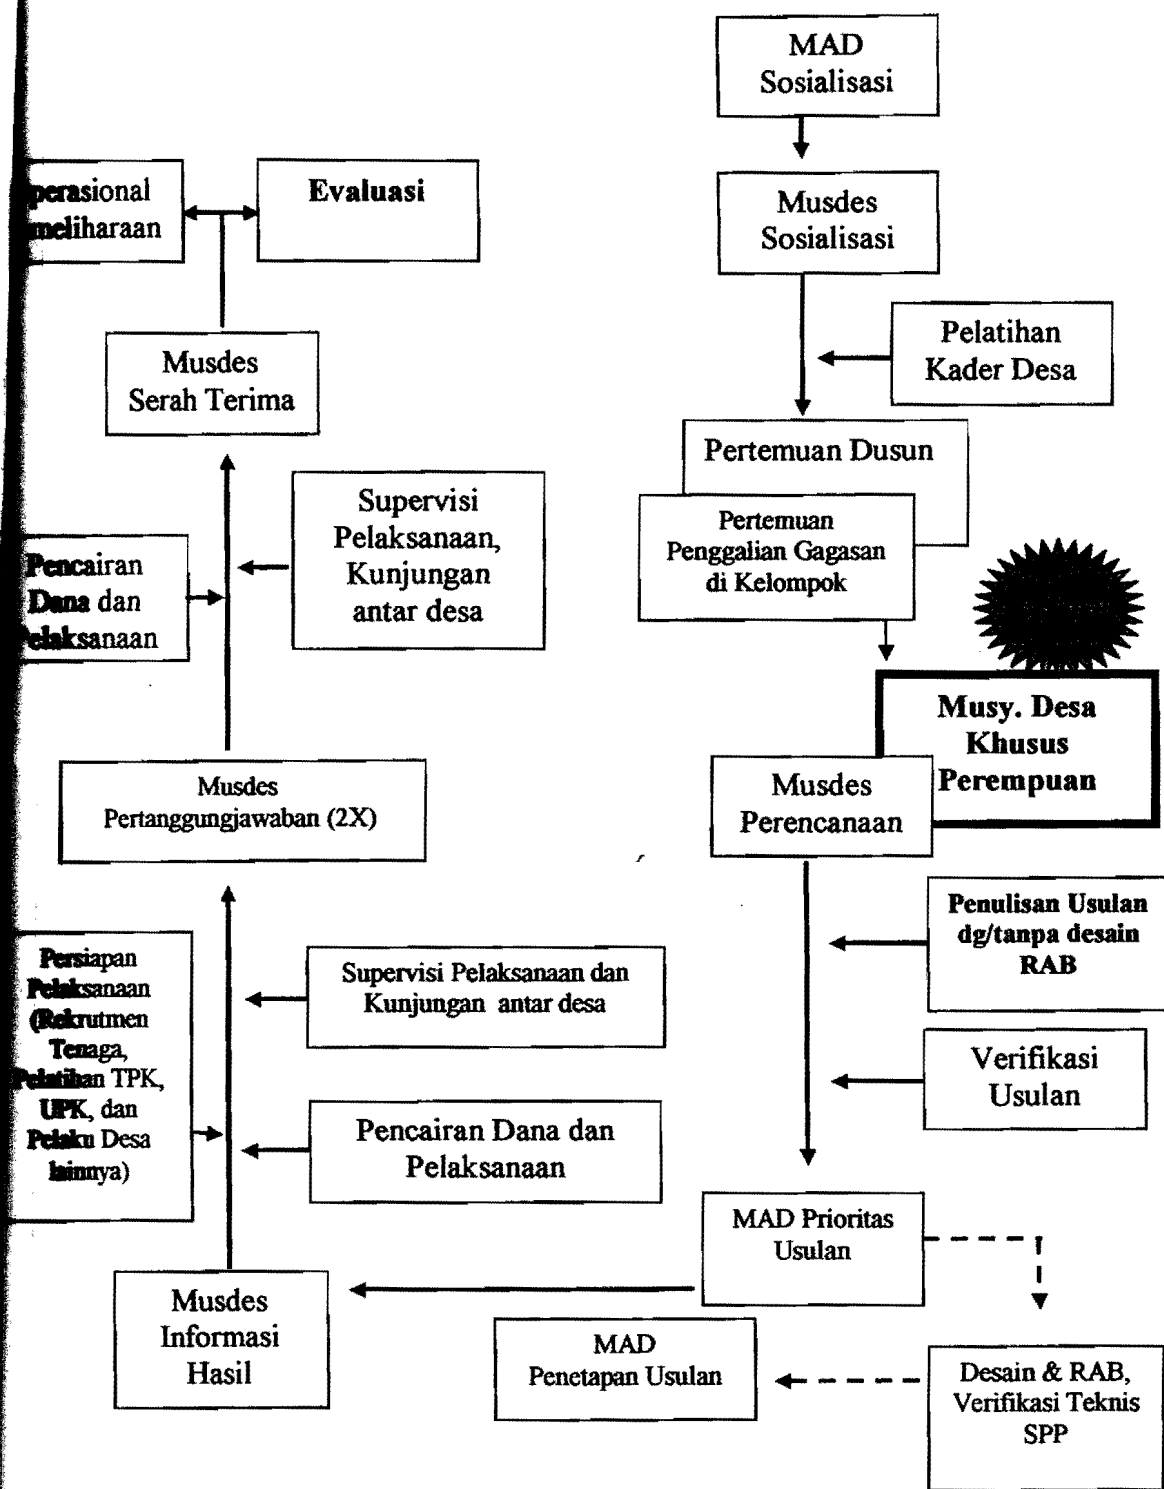 MAD
Sosialisasi
Musdes
Sosialisasi
Pelatihan
Kader Desa
Pertemuan Dusun
Pertemuan
Penggalian Gagasan
di Kelompok
Musy. Desa
Khusus
Perempuan
Musdes
Perencanaan
Penulisan Usulan
dg/tanpa desain
RAB
Verifikasi
Usulan
MAD Prioritas
Usulan
Desain & RAB,
Verifikasi Teknis
SPP
MAD
Penetapan Usulan
Musdes
Informasi
Hasil
Pencairan Dana dan
Pelaksanaan
Persiapan
Pelaksanaan
(Rekrutmen
Tenaga,
Pelatihan TPK,
UPK, dan
Pelaku Desa
lainnya)
Supervisi Pelaksanaan dan
Kunjungan antar desa
Musdes
Pertanggungjawaban (2X)
Pencairan
Dana dan
Pelaksanaan
Supervisi
Pelaksanaan,
Kunjungan
antar desa
Musdes
Serah Terima
perasional
meliharaan
Evaluasi